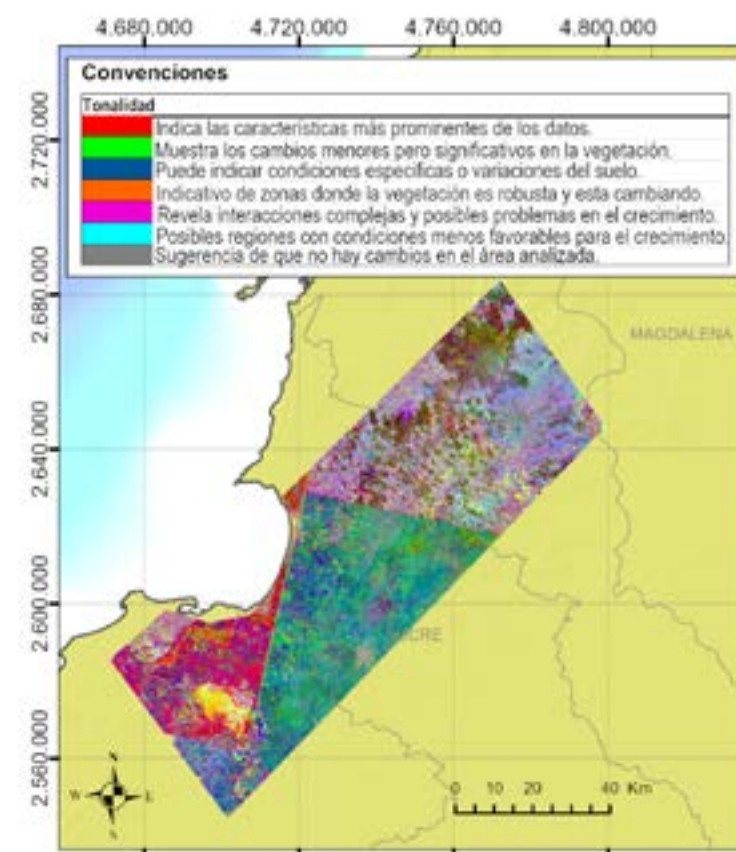 4.680.000 4.720.000 4.760.000 4.800.000
Convenciones
Tonalidad
Indica las características más prominentes de los datos.
Muestra los cambios menores pero significativos en la vegetación.
Puede indicar condiciones especificas o variaciones del suelo.
Indicativo de zonas donde la vegetación es robusta y esta cambiando.
Revela interacciones complejas y posibles problemas en el crecimiento.
Posibles regiones con condiciones menos favorables para el crecimiento.
Sugerencia de que no hay cambios en el área analizada.
2.720.000
2.680.000
MAGDALENA
2.640.000
2.600.000
CRE
2.560.000
N
W E
S
0 10 20 40 Km